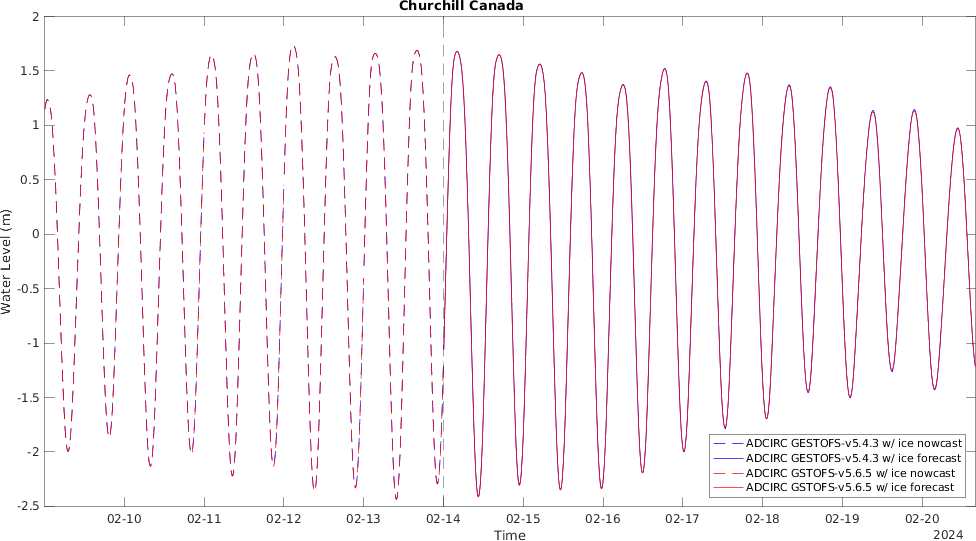 Churchill Canada
2
1.5
1
0.5
0
-0.5
-1
-1.5
-2
-2.5
Water Level (m)
ADCIRC GESTOFS-v5.4.3 w/ ice nowcast
ADCIRC GESTOFS-v5.4.3 w/ ice forecast
ADCIRC GSTOFS-v5.6.5 w/ ice nowcast
ADCIRC GSTOFS-v5.6.5 w/ ice forecast
02-10 02-11 02-12 02-13 02-14 02-15 02-16 02-17 02-18 02-19 02-20
Time
2024